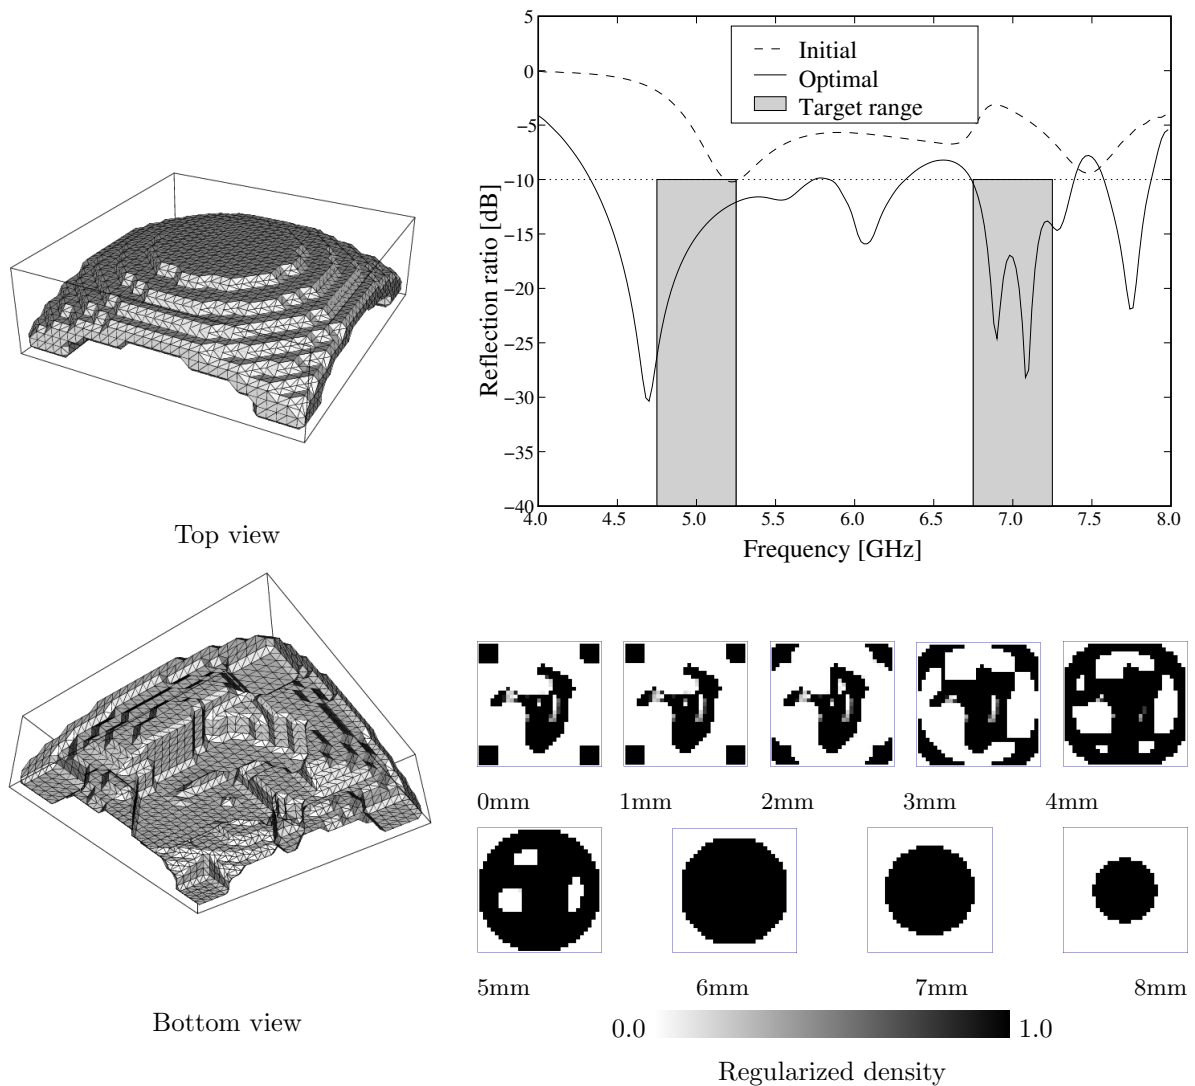 Top view
Bottom view
Reflection ratio [dB]
5
0
−5
−10
−15
−20
−25
−30
−35
−40
Initial
Optimal
Target range
4.0 4.5 5.0 5.5 6.0 6.5 7.0 7.5 8.0
Frequency [GHz]
0mm 1mm 2mm 3mm 4mm
5mm 6mm 7mm 8mm
0.0 1.0
Regularized density